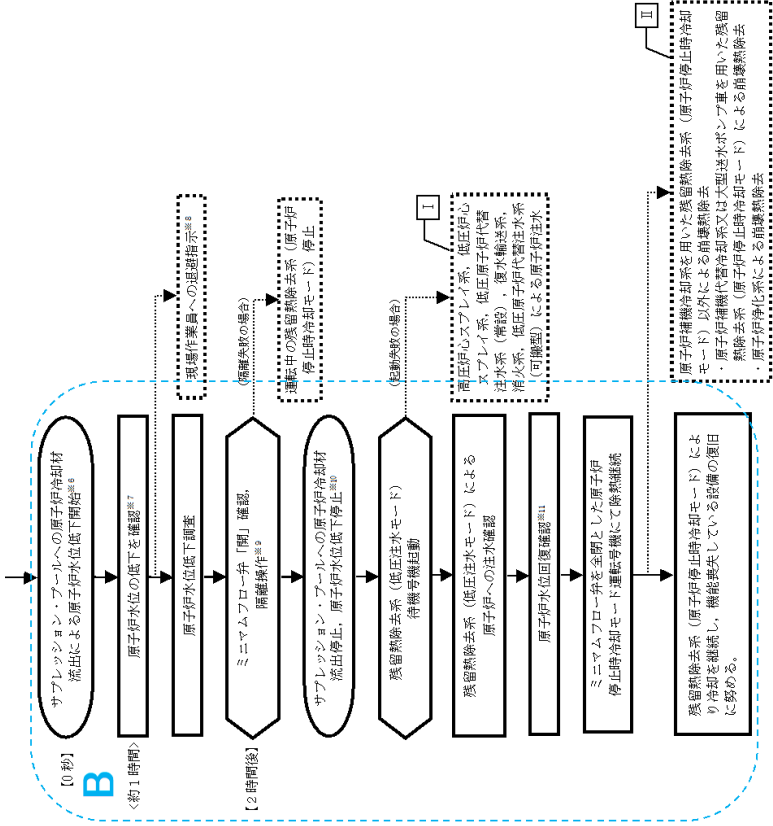 B
【0 秒】
サプレッション・プールへの原子炉冷却材
流出による原子炉水位低下開始※6
<約1時間>
原子炉水位の低下を確認※7
現場作業員への退避指示※8
原子炉水位低下調査
【2時間後】
ミニマムフロー弁「開」確認,
隔離操作※9
(隔離失敗の場合)
運転中の残留熱除去系(原子炉
停止時冷却モード)停止
サプレッション・プールへの原子炉冷却材
流出停止,原子炉水位低下停止※10
残留熱除去系(低圧注水モード)
待機号機起動
(起動失敗の場合)
Ⅰ
高圧炉心スプレイ系,低圧炉心
スプレイ系,低圧原子炉代替
注水系(常設),復水輸送系,
消火系,低圧原子炉代替注水系
(可搬型)による原子炉注水
残留熱除去系(低圧注水モード)による
原子炉への注水確認
原子炉水位回復確認※11
ミニマムフロー弁を全閉とした原子炉
停止時冷却モード運転号機にて除熱継続
Ⅱ
原子炉補機冷却系を用いた残留熱除去系(原子炉停止時冷却
モード)以外による崩壊熱除去
・原子炉補機代替冷却系又は大型送水ポンプ車を用いた残留
熱除去系(原子炉停止時冷却モード)による崩壊熱除去
・原子炉浄化系による崩壊熱除去
残留熱除去系(原子炉停止時冷却モード)によ
り冷却を継続し,機能喪失している設備の復旧
に努める。